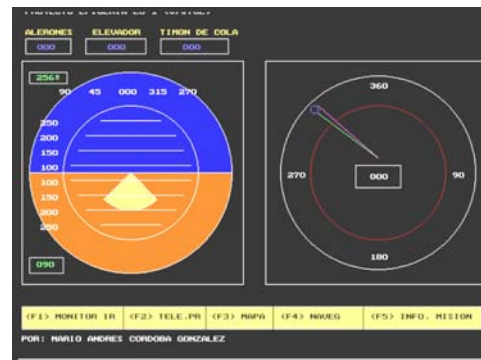 ALERONES ELEVADOR TIMON DE COLA
000 000 000
256º
90 45 000 315 270
360
250
200
150
100
100
150
200
250
270 000 90
090
180
<F1> MONITOR IR <F2> TELE.PR <F3> MAPA <F4> NAVEG <F5> INFO. MISION
POR: MARIO ANDRES CORDOBA GONZALEZ